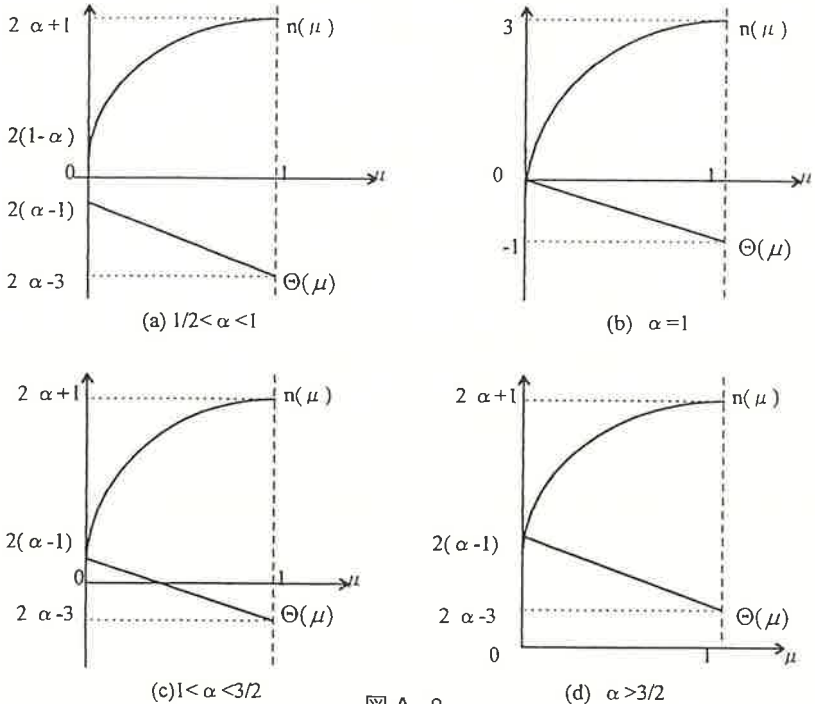 2 α+1
n(μ)
2(1-α)
0
1
μ
2(α-1)
2 α-3
Θ(μ)
(a) 1/2<α<1
3
n(μ)
0
1
μ
-1
Θ(μ)
(b) α=1
2 α+1
n(μ)
2(α-1)
0
1
μ
2 α-3
Θ(μ)
(c)1<α<3/2
2 α+1
n(μ)
2(α-1)
2 α-3
Θ(μ)
0
1
μ
(d) α>3/2